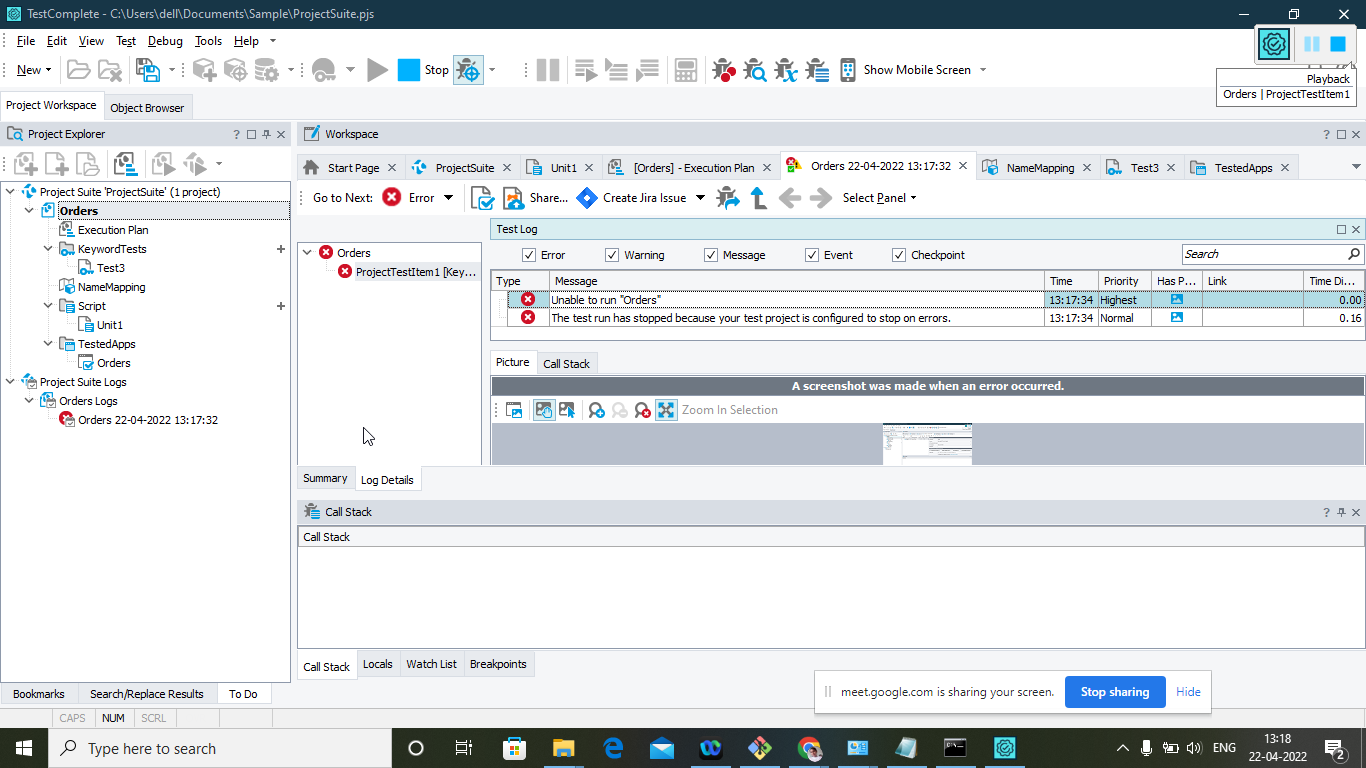 TestComplete - C:\Users\dell\Documents\Sample\ProjectSuite.pjs
File Edit View Test Debug Tools Help
New Stop Show Mobile Screen
Playback
Orders | ProjectTestItem1
Project Workspace Object Browser
Project Explorer ?
Project Suite 'ProjectSuite' (1 project)
Orders
Execution Plan
KeywordTests +
Test3
NameMapping
Script +
Unit1
TestedApps
Orders
Project Suite Logs
Orders Logs
Orders 22-04-2022 13:17:32
Bookmarks Search/Replace Results To Do
CAPS NUM SCRL
Workspace ?
Start Page ProjectSuite Unit1 [Orders] - Execution Plan Orders 22-04-2022 13:17:32 NameMapping Test3 TestedApps
Go to Next: Error Share... Create Jira Issue Select Panel
Orders
ProjectTestItem1 [Key...
Test Log
Error Warning Message Event Checkpoint Search
Type Message Time Priority Has P... Link Time Di...
Unable to run "Orders" 13:17:34 Highest 0.00
The test run has stopped because your test project is configured to stop on errors. 13:17:34 Normal 0.16
Picture Call Stack
A screenshot was made when an error occurred.
Zoom In Selection
Summary Log Details
Call Stack ?
Call Stack
Call Stack Locals Watch List Breakpoints
meet.google.com is sharing your screen. Stop sharing Hide
Type here to search
ENG
13:18
22-04-2022
2